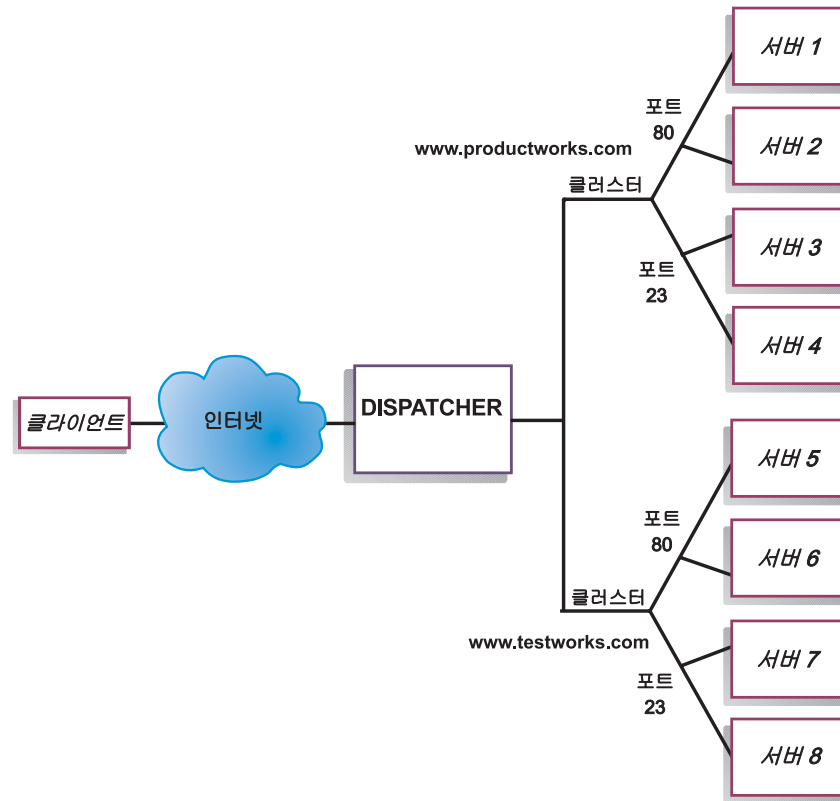 서버 1
포트
80
서버 2
www.productworks.com
클러스터
서버 3
포트
23
서버 4
클라이언트
인터넷
DISPATCHER
서버 5
포트
80
서버 6
클러스터
www.testworks.com
서버 7
포트
23
서버 8